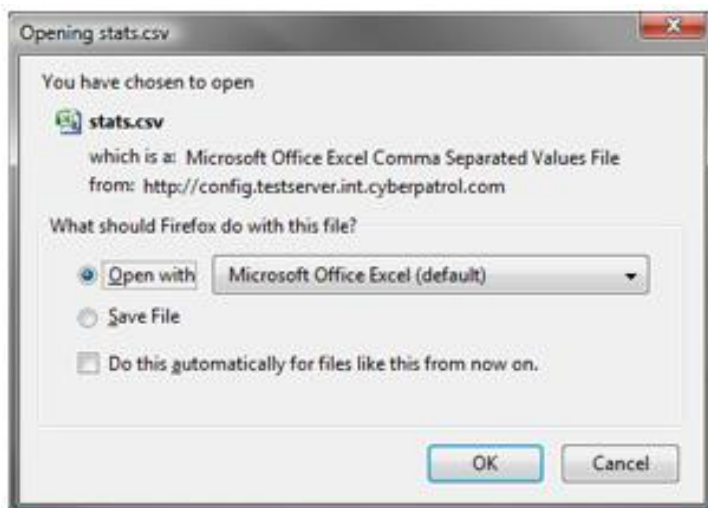 Opening stats.csv
You have chosen to open
stats.csv
which is a: Microsoft Office Excel Comma Separated Values File
from: http://config.testserver.int.cyberpatrol.com
What should Firefox do with this file?
Open with Microsoft Office Excel (default)
Save File
Do this automatically for files like this from now on.
OK Cancel